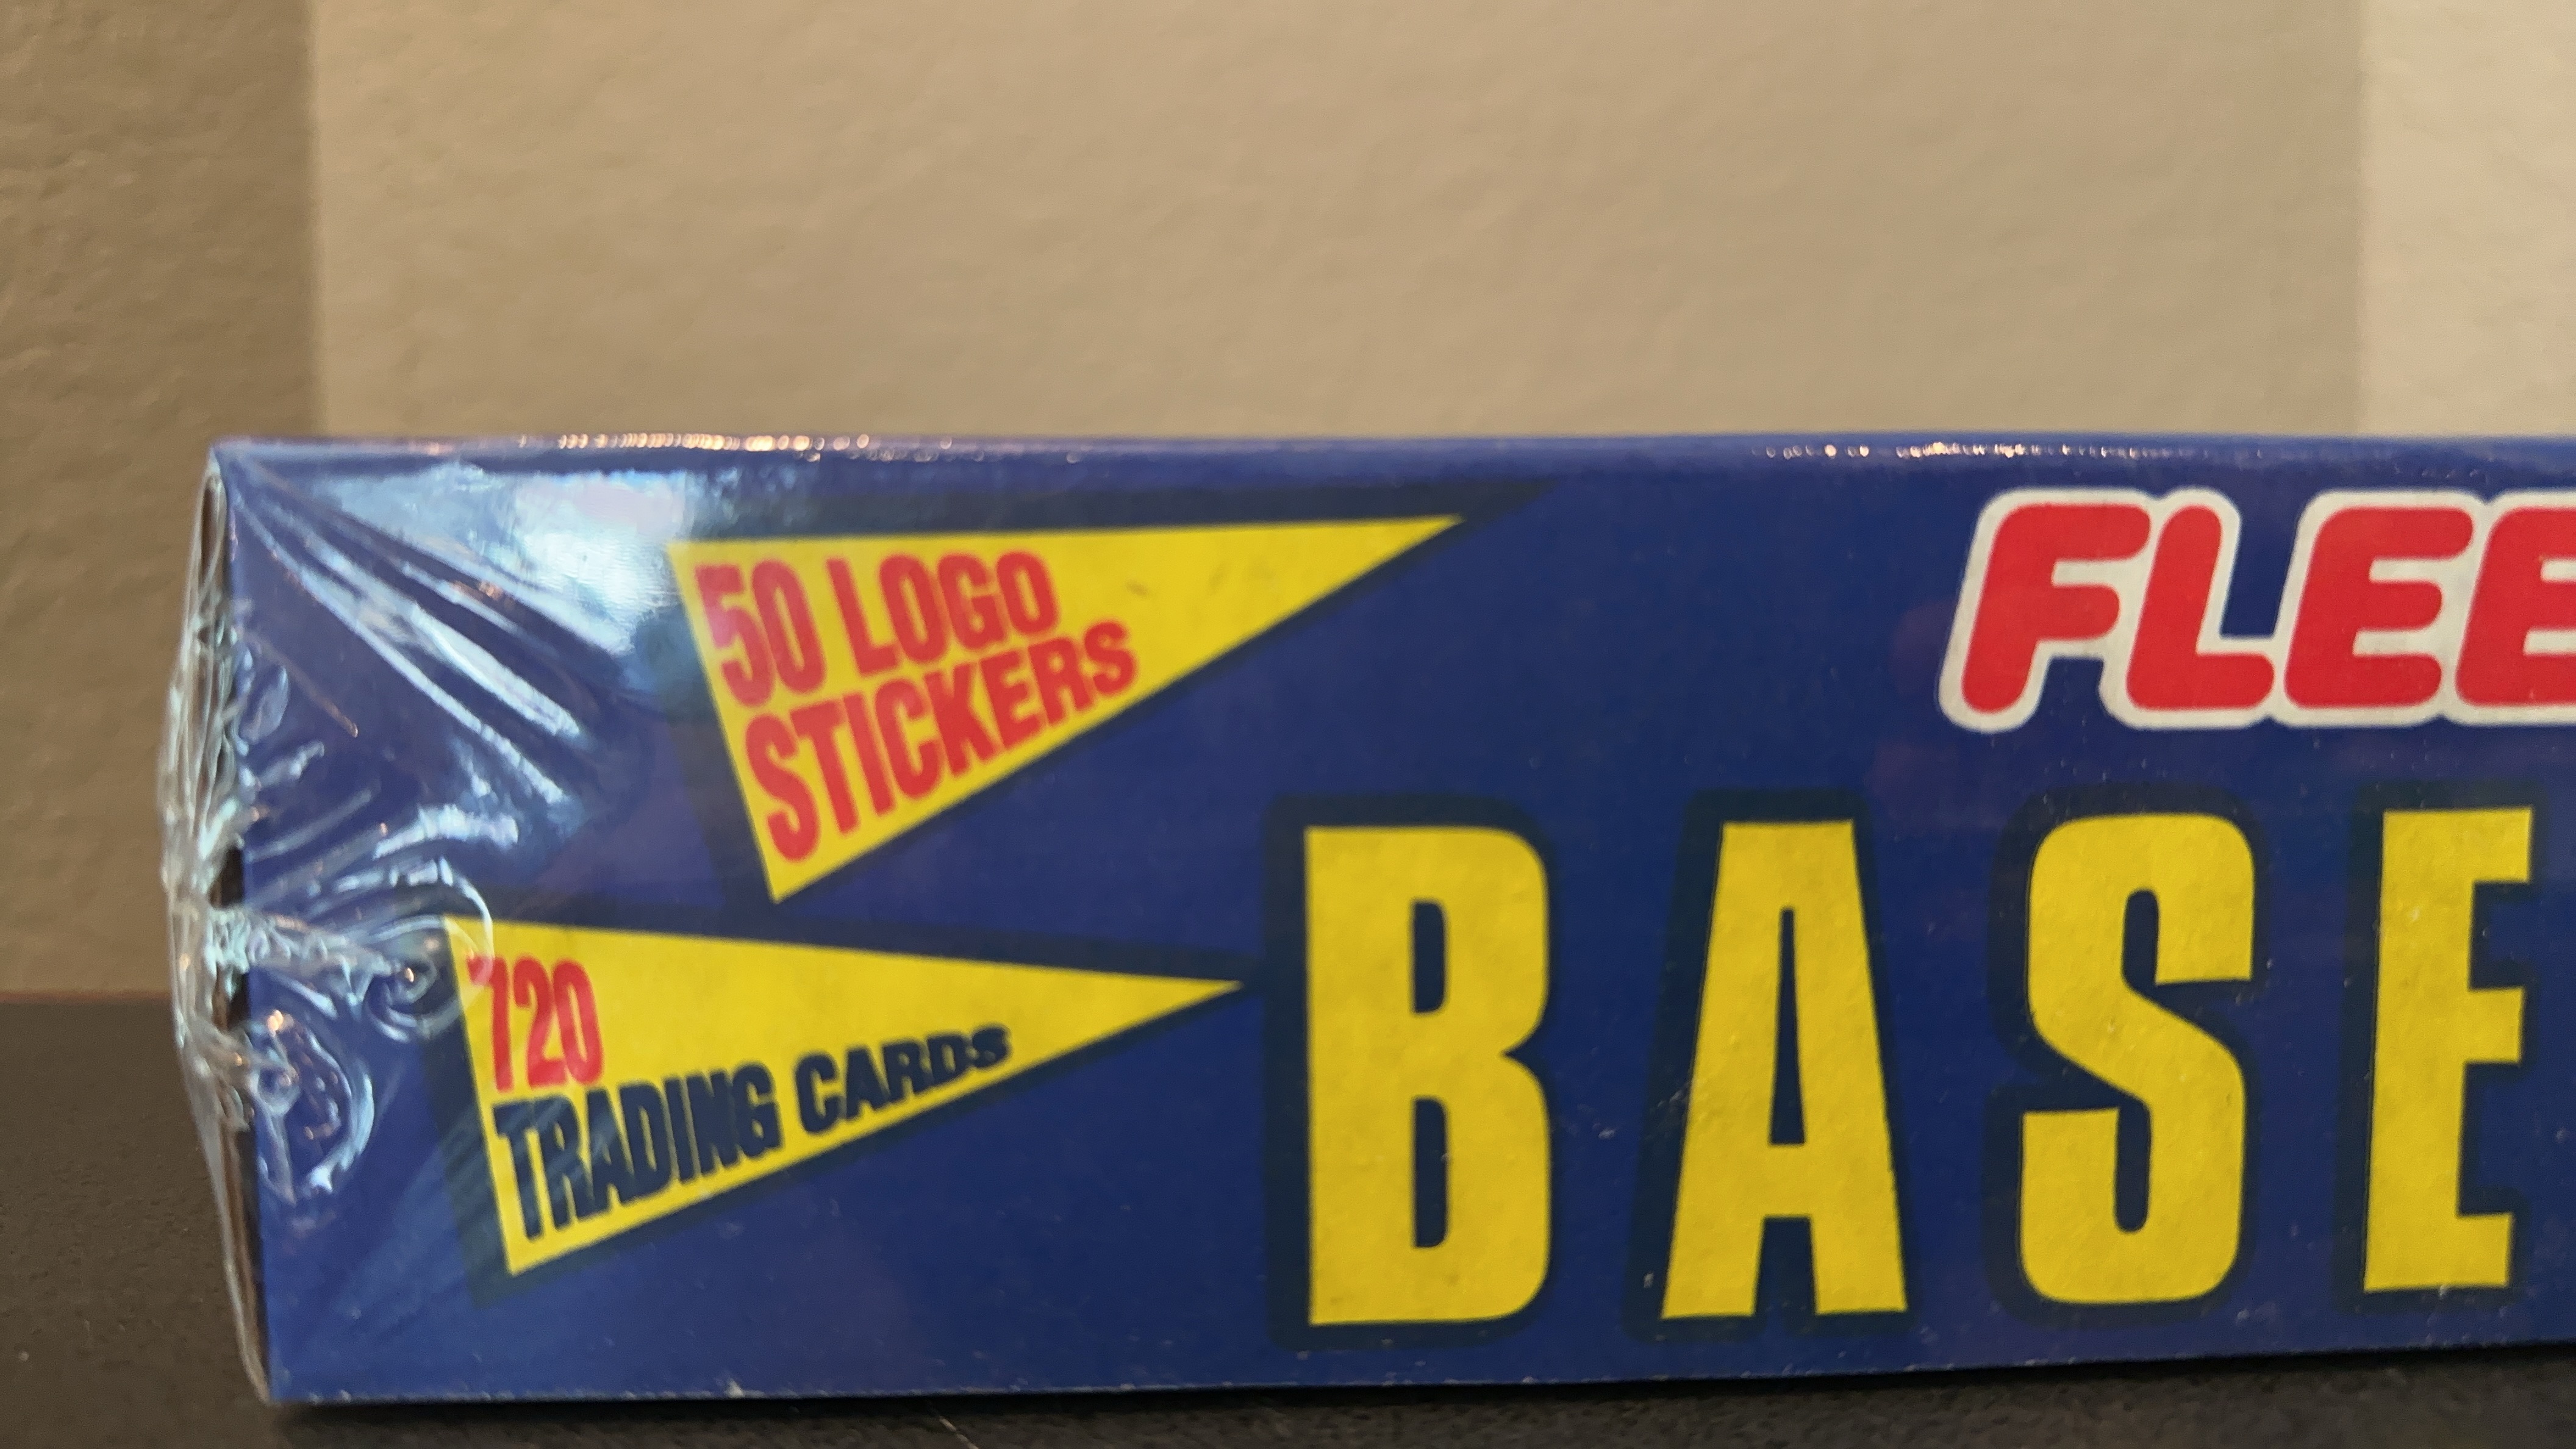 50 LOGO
STICKERS
FLEE
720
TRADING CARDS
BASE